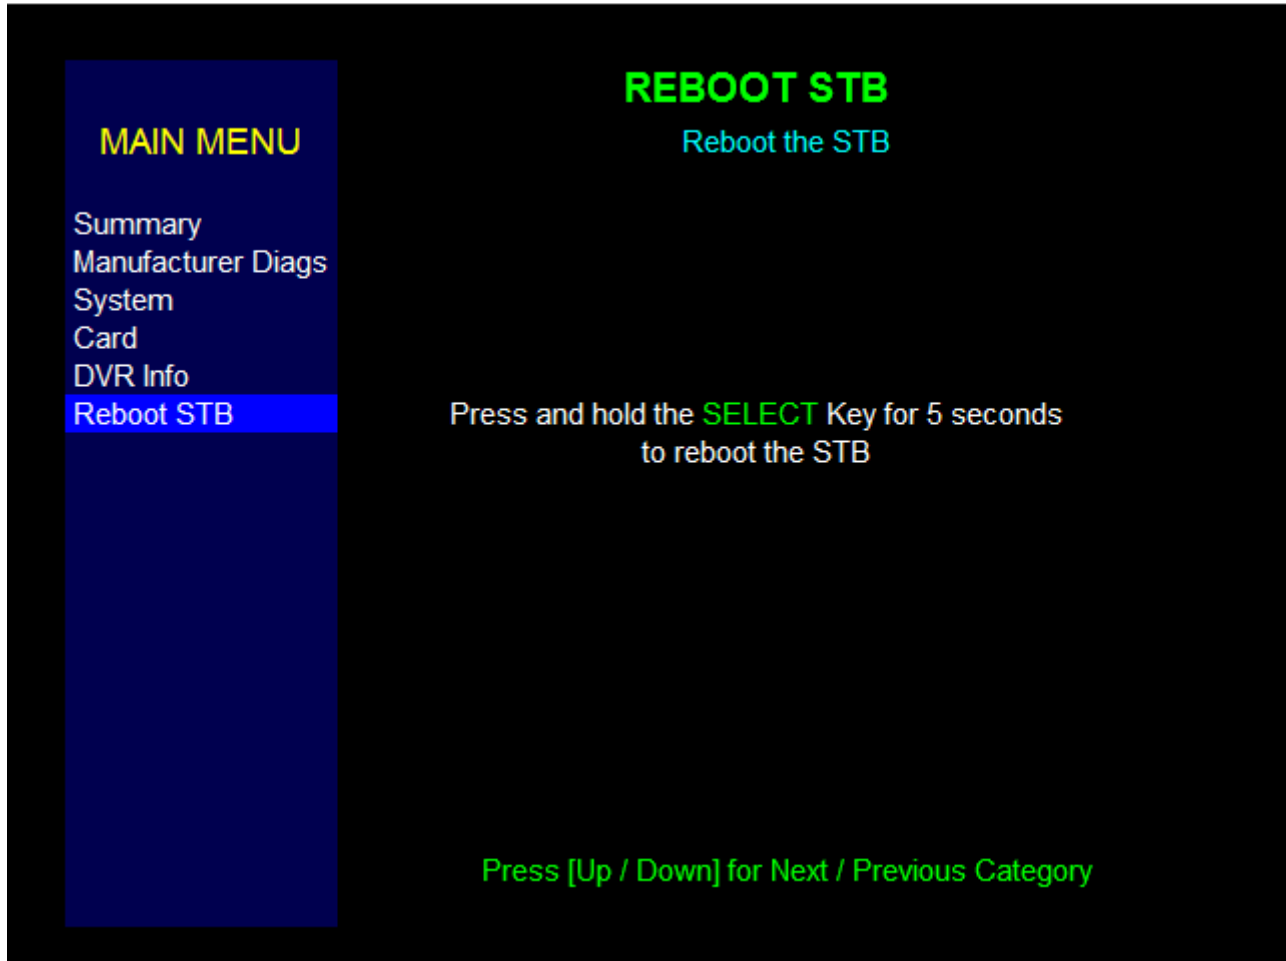 MAIN MENU
Summary
Manufacturer Diags
System
Card
DVR Info
Reboot STB
REBOOT STB
Reboot the STB
Press and hold the SELECT Key for 5 seconds
to reboot the STB
Press [Up / Down] for Next / Previous Category